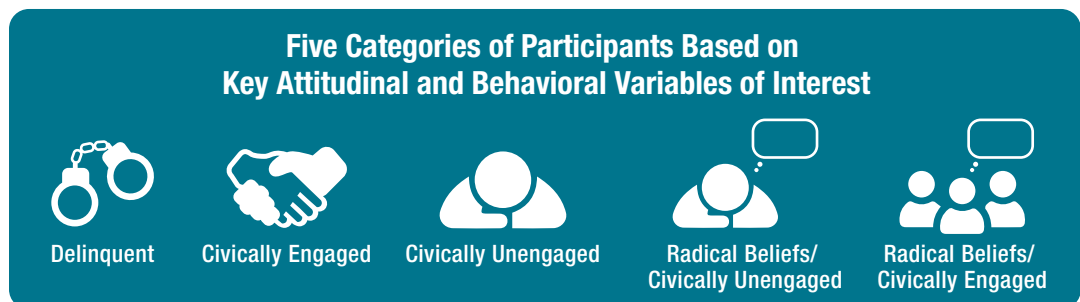 Five Categories of Participants Based on
Key Attitudinal and Behavioral Variables of Interest
Delinquent
Civically Engaged
Civically Unengaged
Radical Beliefs/
Civically Unengaged
Radical Beliefs/
Civically Engaged